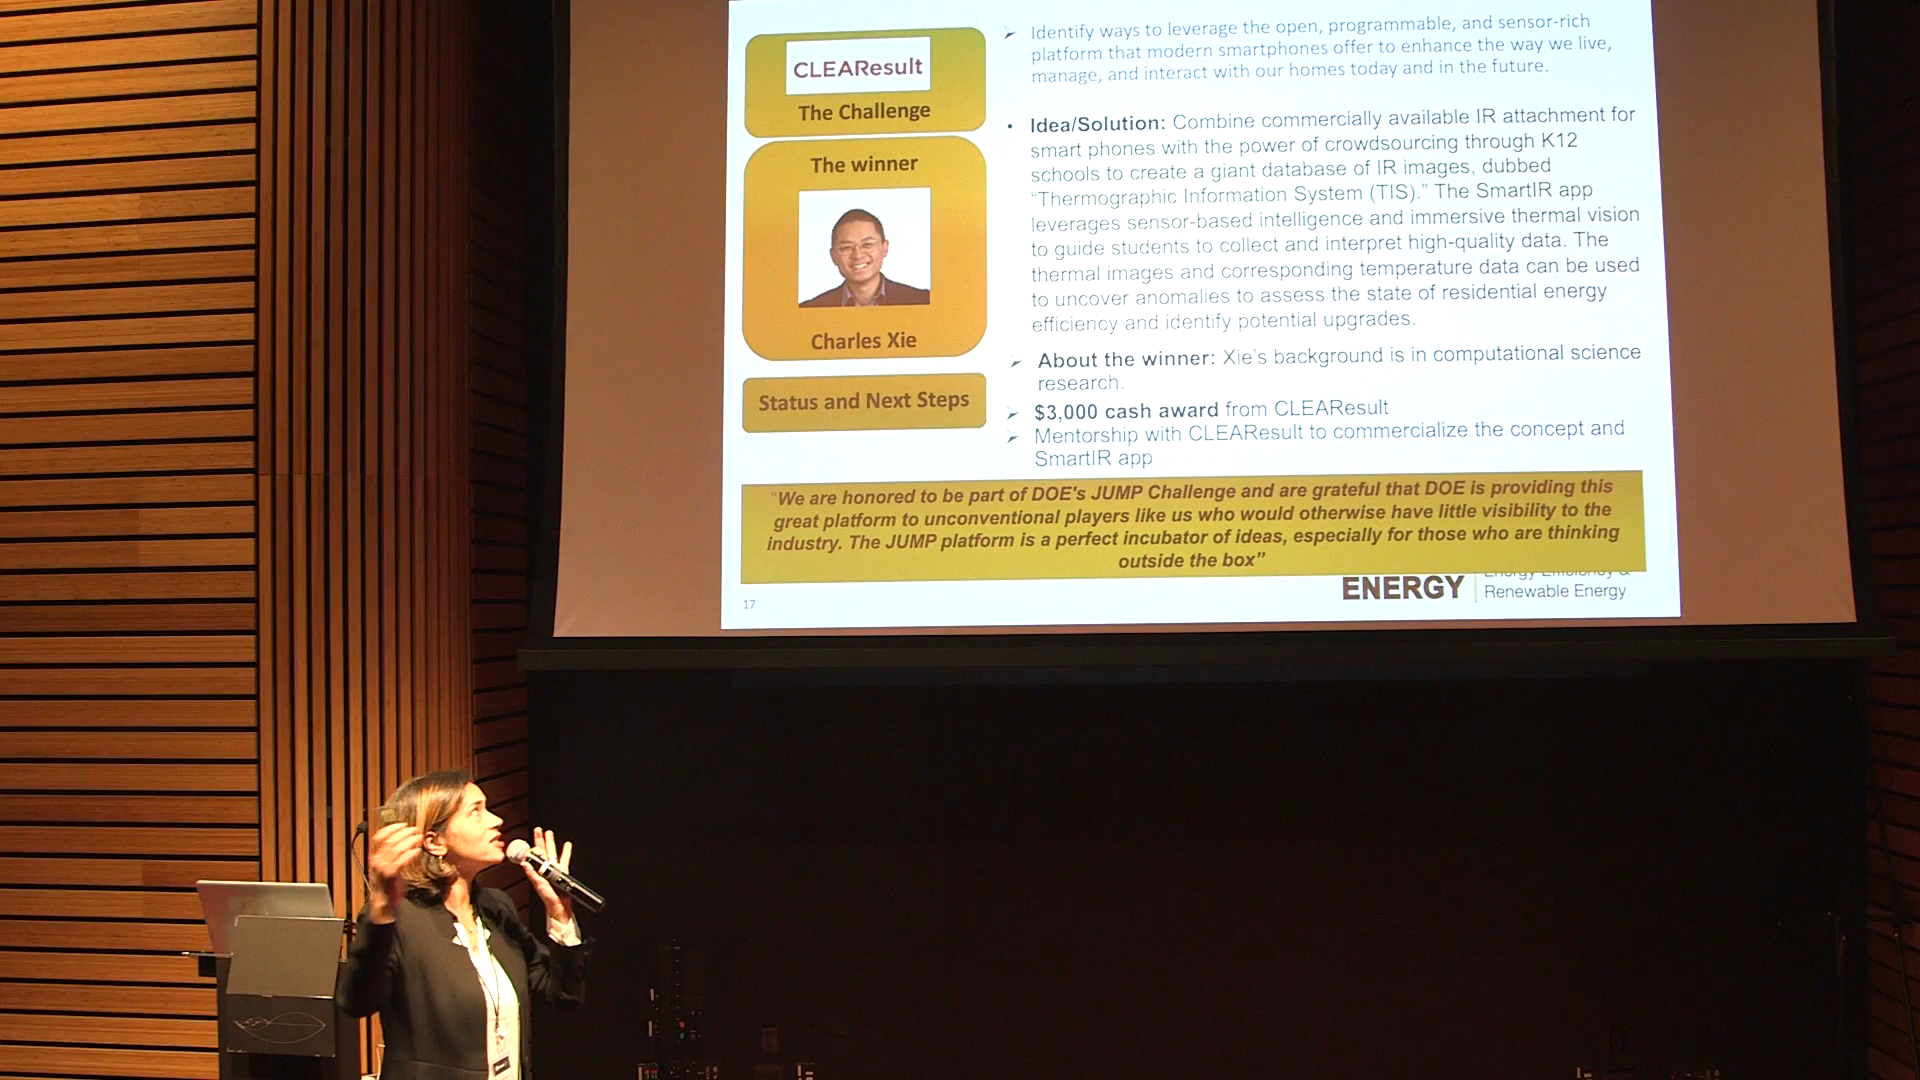 CLEAResult
The Challenge
The winner
Charles Xie
Status and Next Steps
Identify ways to leverage the open, programmable, and sensor-rich
platform that modern smartphones offer to enhance the way we live,
manage, and interact with our homes today and in the future.
• Idea/Solution: Combine commercially available IR attachment for
smart phones with the power of crowdsourcing through K12
schools to create a giant database of IR images, dubbed
“Thermographic Information System (TIS).” The SmartIR app
leverages sensor-based intelligence and immersive thermal vision
to guide students to collect and interpret high-quality data. The
thermal images and corresponding temperature data can be used
to uncover anomalies to assess the state of residential energy
efficiency and identify potential upgrades.
About the winner: Xie's background is in computational science
research.
$3,000 cash award from CLEAResult
Mentorship with CLEAResult to commercialize the concept and
SmartIR app
“We are honored to be part of DOE's JUMP Challenge and are grateful that DOE is providing this
great platform to unconventional players like us who would otherwise have little visibility to the
industry. The JUMP platform is a perfect incubator of ideas, especially for those who are thinking
outside the box”
ENERGY
Energy Efficiency &
Renewable Energy
17